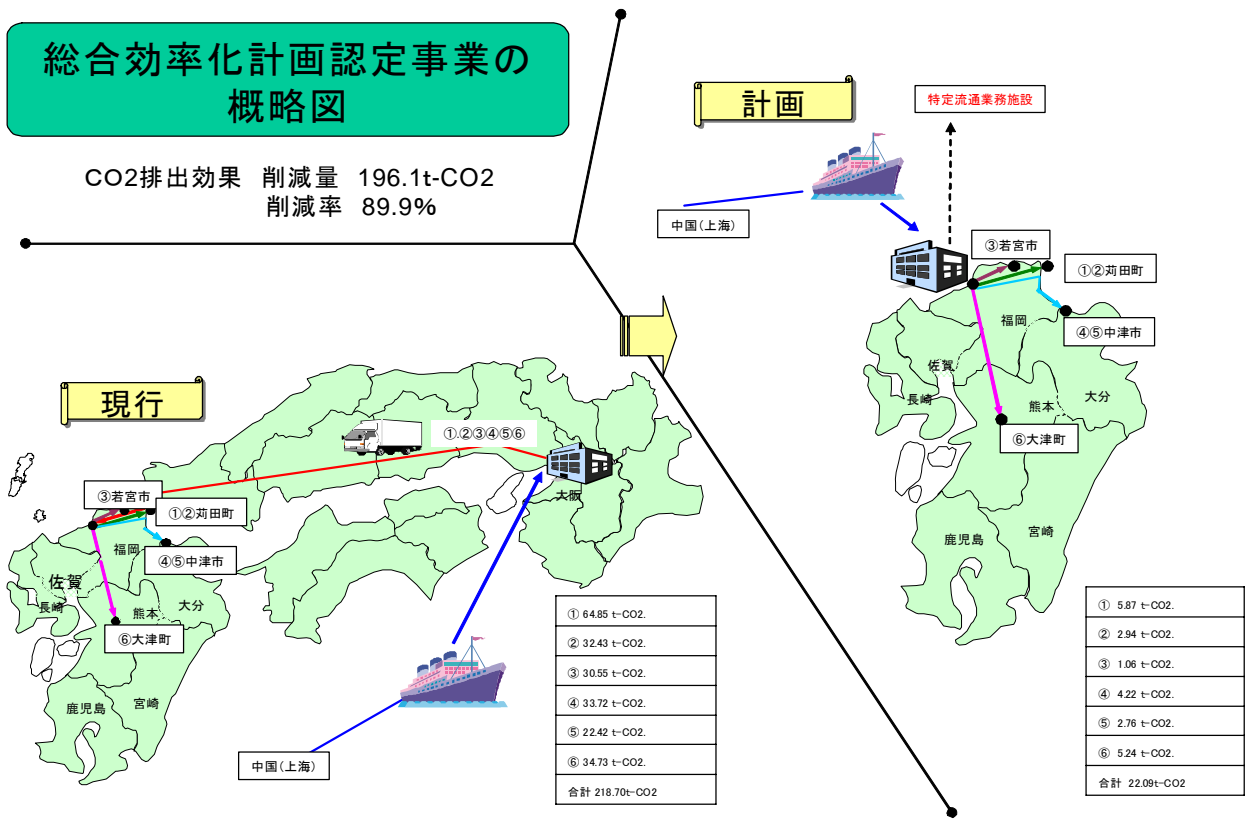 総合効率化計画認定事業の
概略図
CO2排出効果 削減量 196.1t-CO2
削減率 89.9%
計画
特定流通業務施設
中国(上海)
③若宮市
①②苅田町
④⑤中津市
福岡
佐賀
長崎
大分
熊本
⑥大津町
宮崎
鹿児島
① 5.87 t-CO2.
② 2.94 t-CO2.
③ 1.06 t-CO2.
④ 4.22 t-CO2.
⑤ 2.76 t-CO2.
⑥ 5.24 t-CO2.
合計 22.09t-CO2
現行
①.②③④⑤⑥
大阪
③若宮市
①②苅田町
福岡
④⑤中津市
佐賀
長崎
熊本
大分
⑥大津町
鹿児島
宮崎
中国(上海)
① 64.85 t-CO2.
② 32.43 t-CO2.
③ 30.55 t-CO2.
④ 33.72 t-CO2.
⑤ 22.42 t-CO2.
⑥ 34.73 t-CO2.
合計 218.70t-CO2